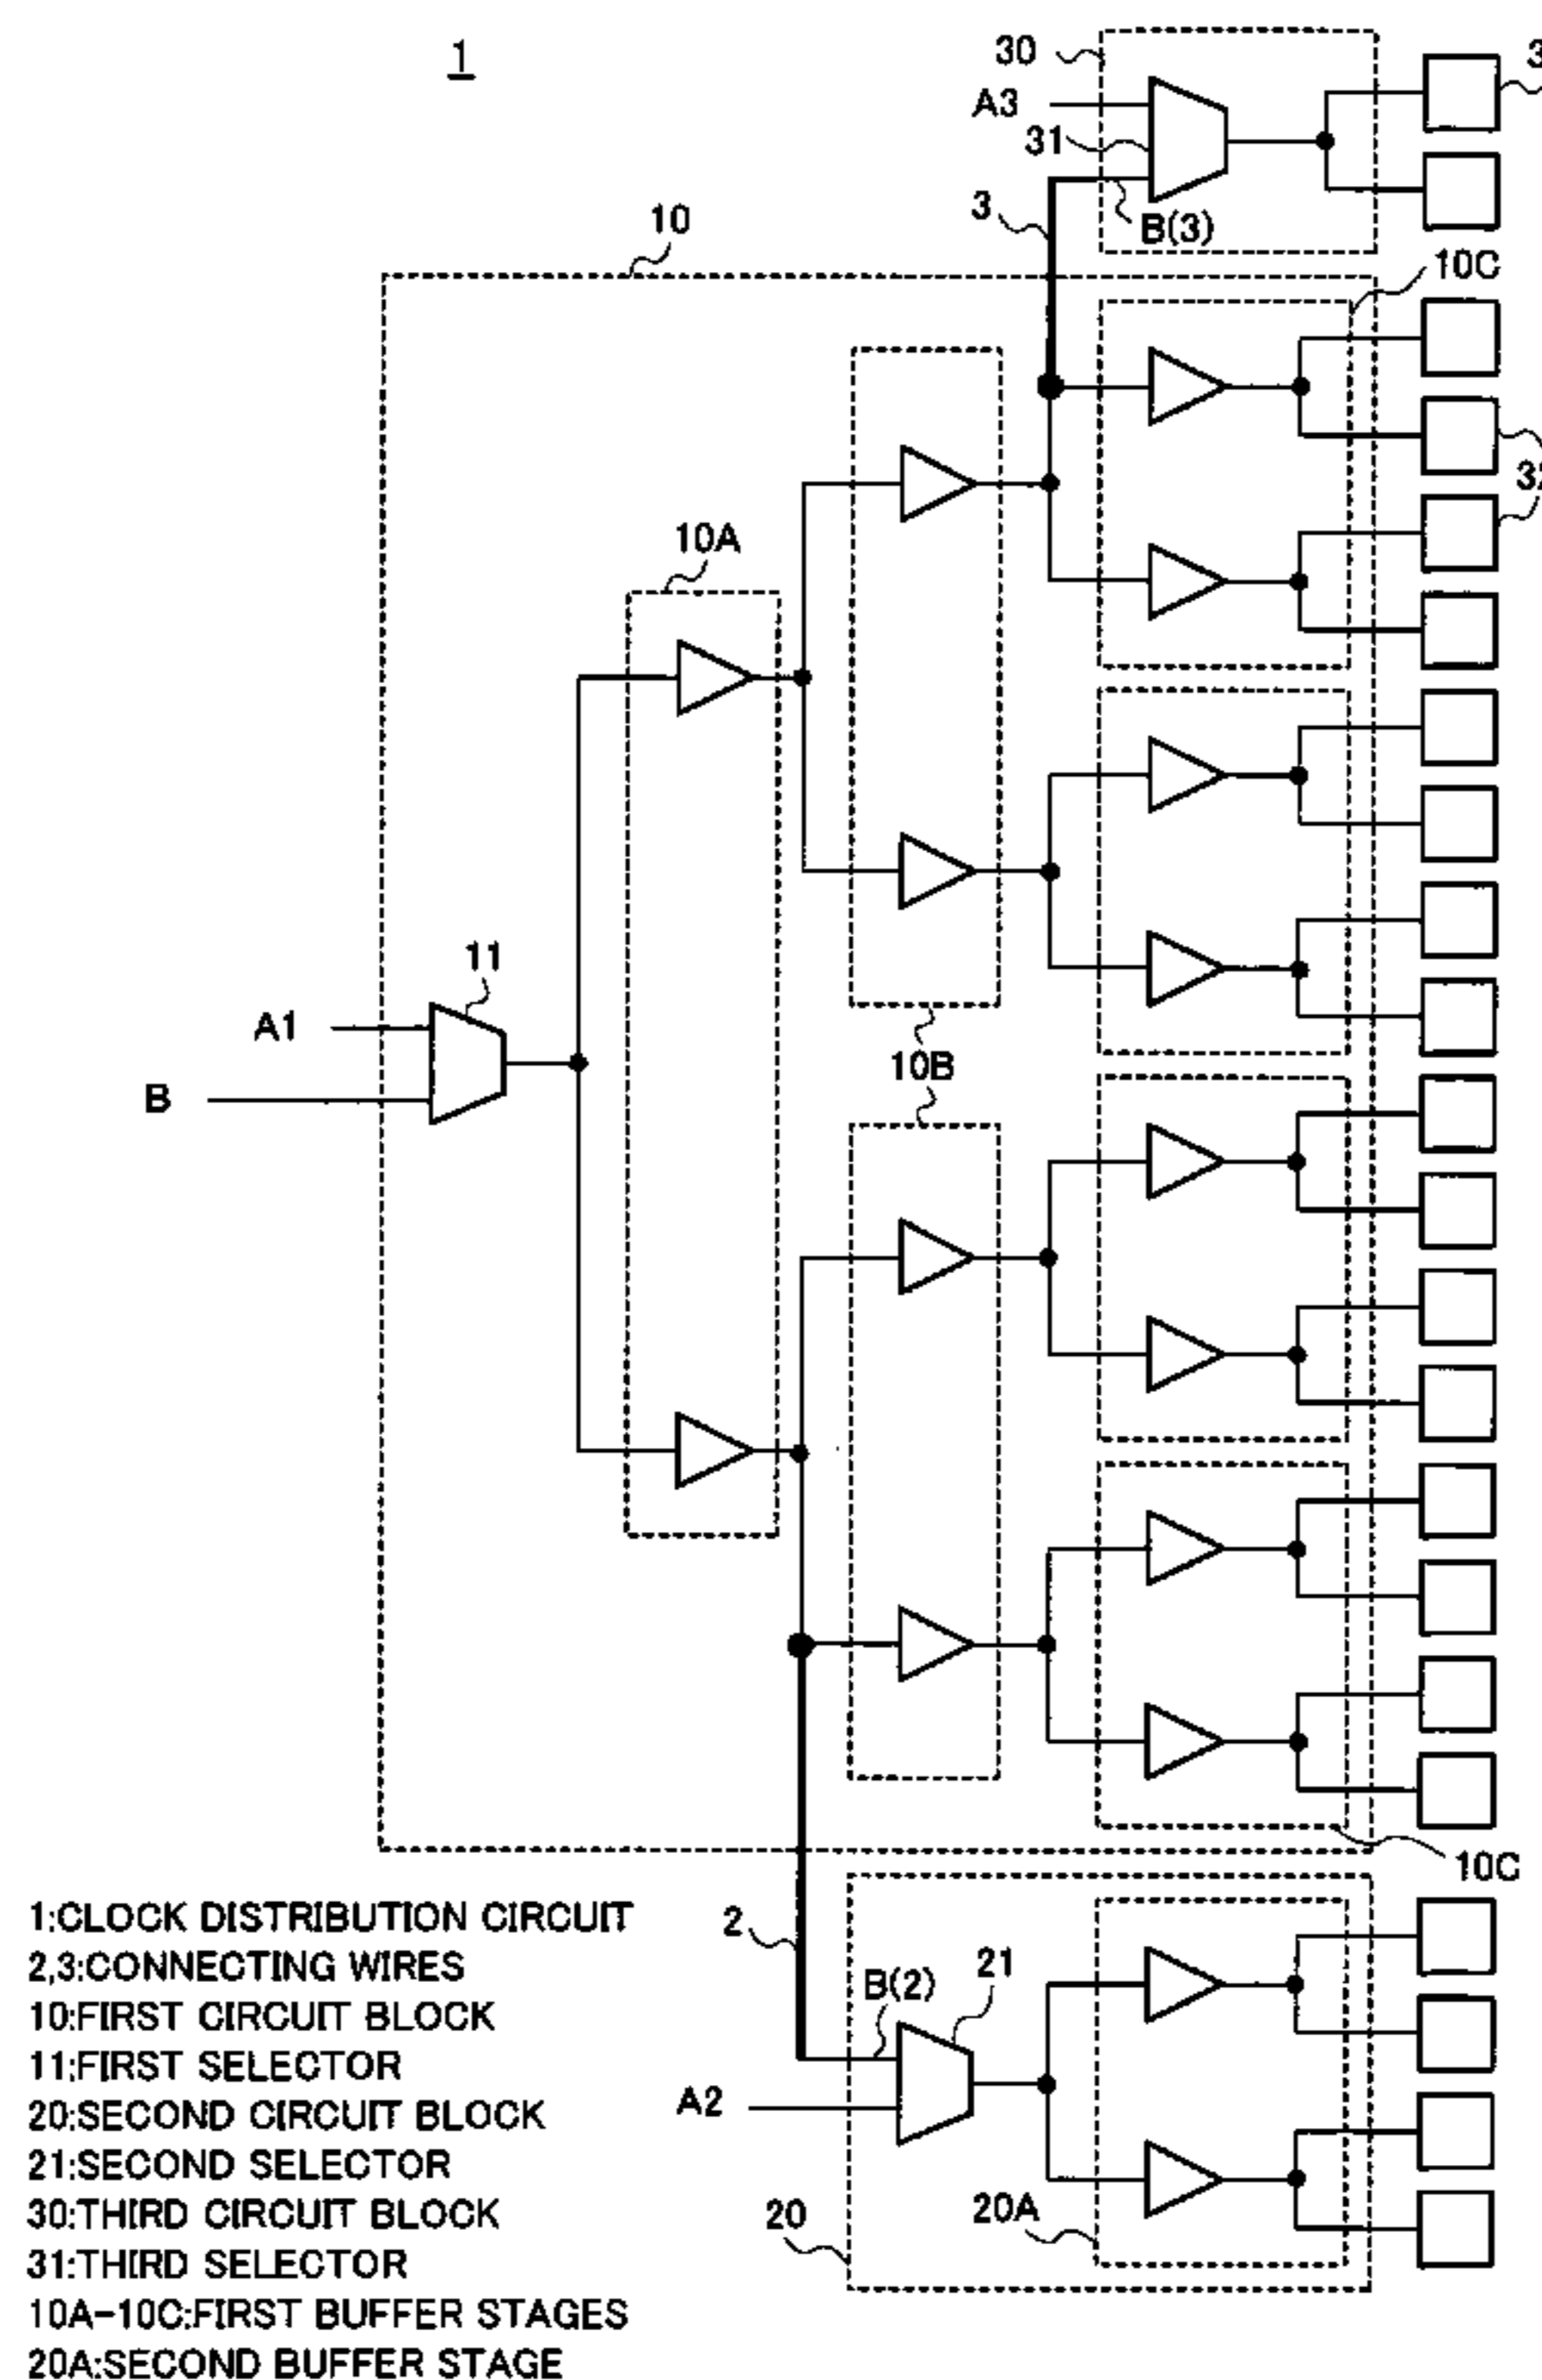 1
30
3
A3
31
3
B(3)
10
10C
32
10A
11
A1
10B
B
10C
2
B(2)
21
A2
20
20A
1:CLOCK DISTRIBUTION CIRCUIT
2,3:CONNECTING WIRES
10:FIRST CIRCUIT BLOCK
11:FIRST SELECTOR
20:SECOND CIRCUIT BLOCK
21:SECOND SELECTOR
30:THIRD CIRCUIT BLOCK
31:THIRD SELECTOR
10A-10C:FIRST BUFFER STAGES
20A:SECOND BUFFER STAGE